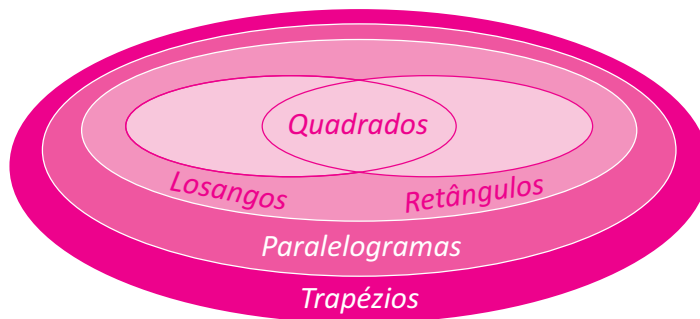 Quadrados
Losangos
Retângulos
Paralelogramas
Trapézios